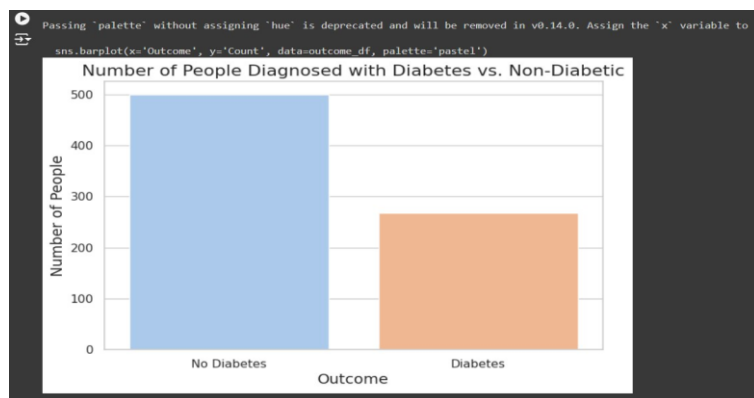 Passing `palette` without assigning `hue` is deprecated and will be removed in v0.14.0. Assign the `x` variable to
sns.barplot(x='Outcome', y='Count', data=outcome_df, palette='pastel')
Number of People Diagnosed with Diabetes vs. Non-Diabetic
Number of People
500
400
300
200
100
0
No Diabetes
Diabetes
Outcome